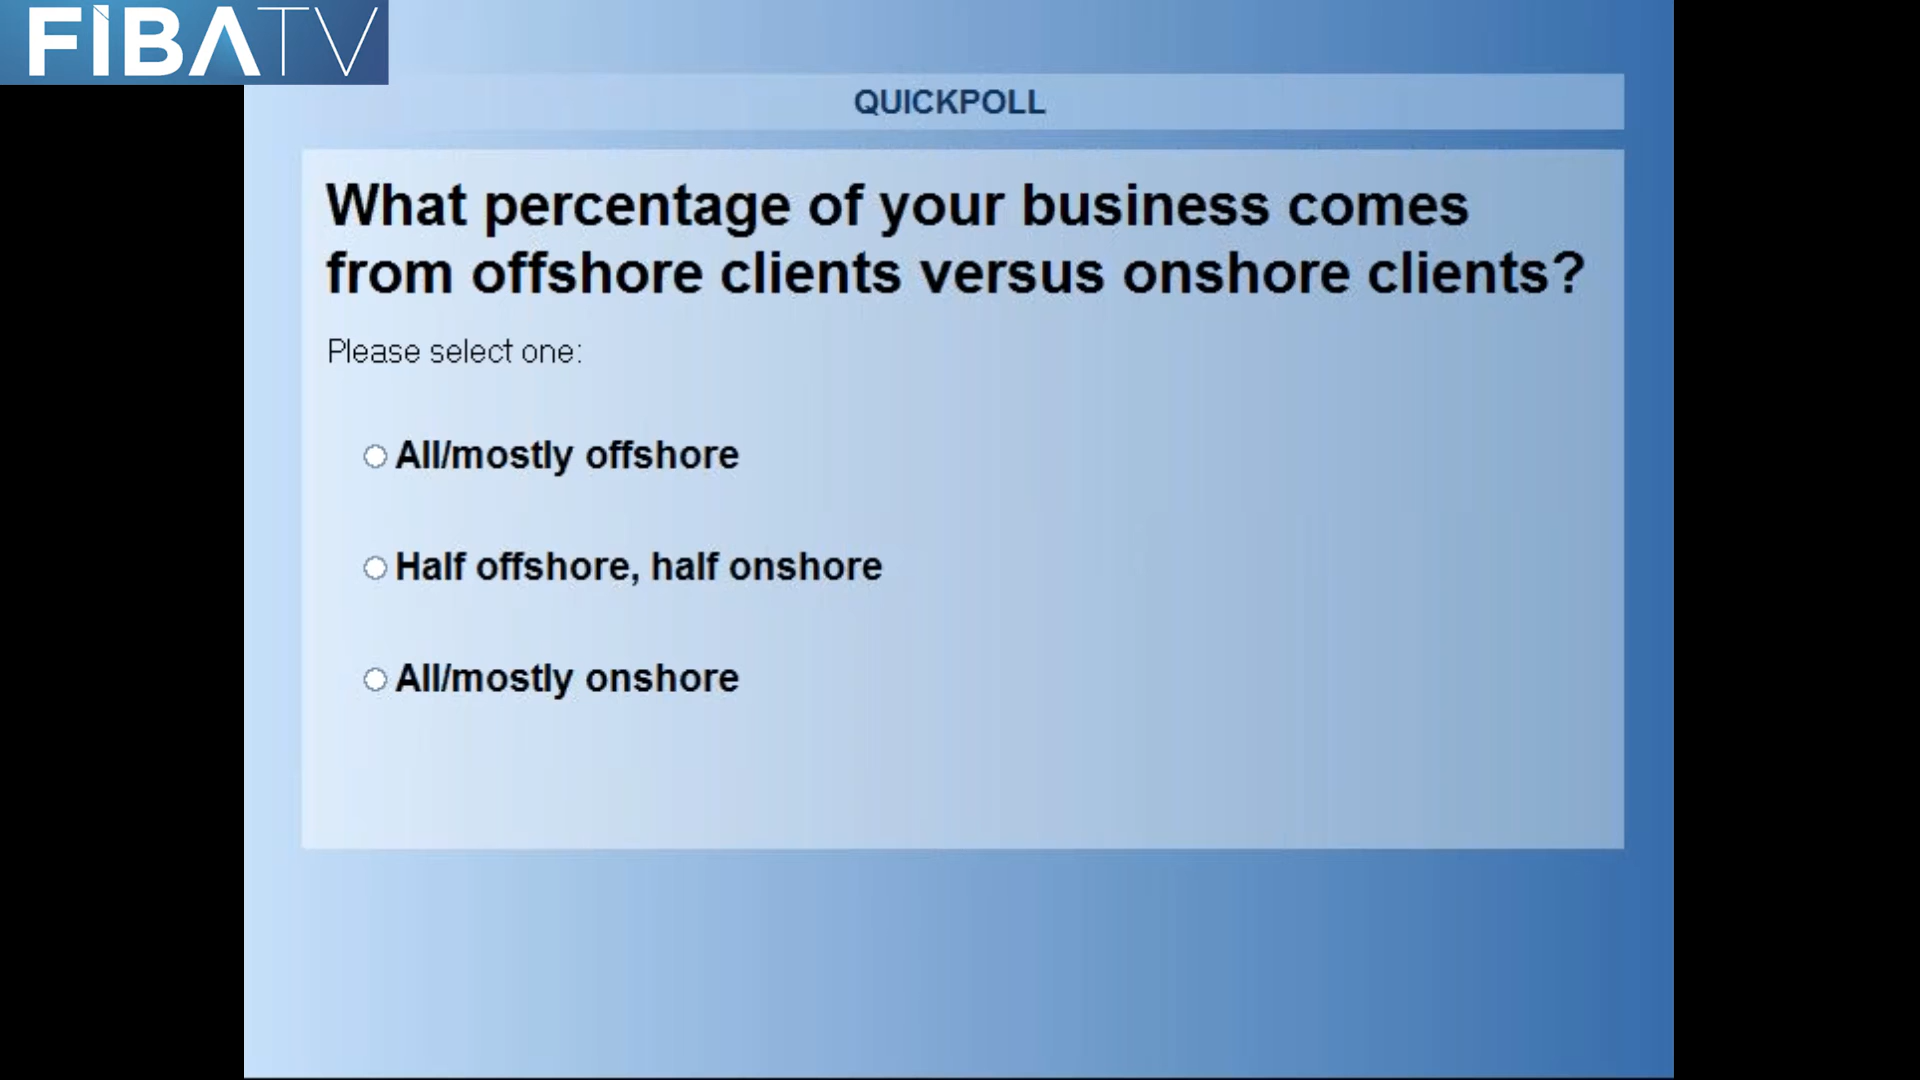 FIBATV
QUICKPOLL
What percentage of your business comes
from offshore clients versus onshore clients?
Please select one:
All/mostly offshore
Half offshore, half onshore
All/mostly onshore